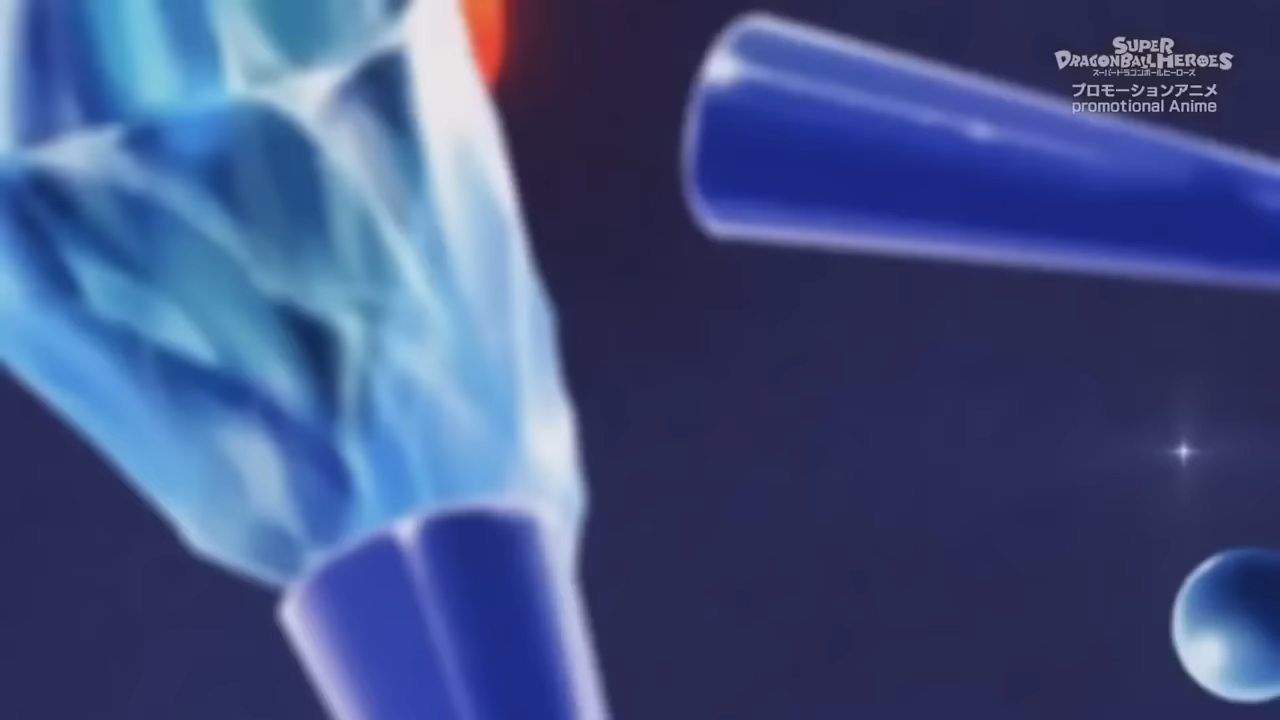 SUPER
DRAGONBALL HEROES
スーパードラゴンボールヒーローズ
プロモーションアニメ
promotional Anime